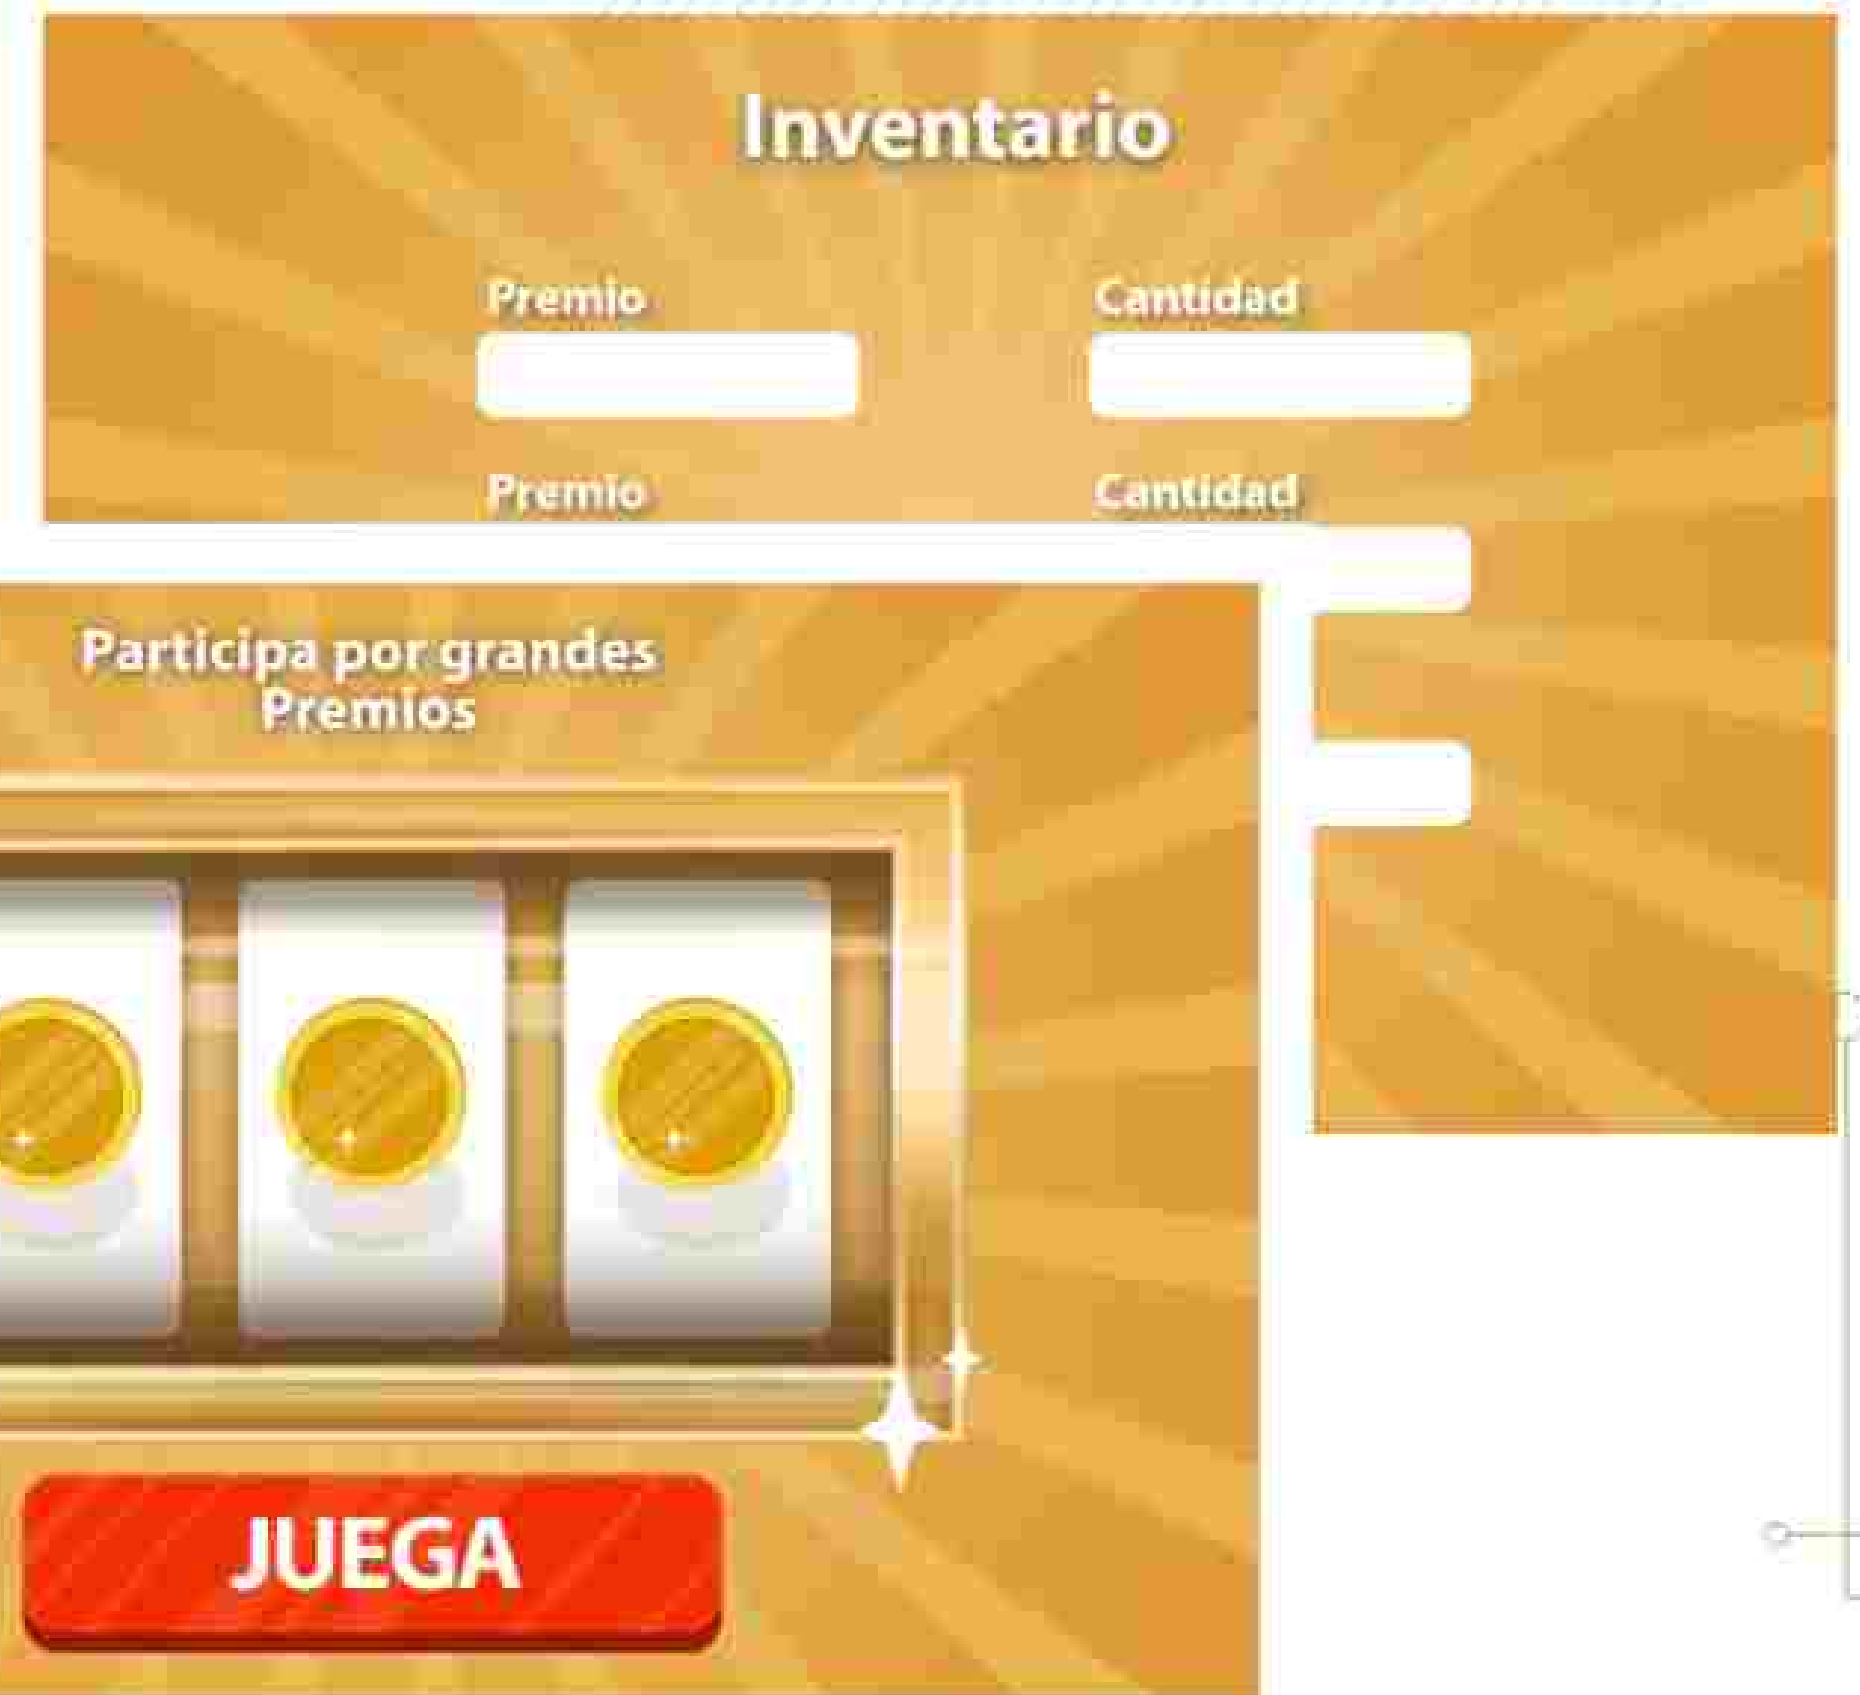 Inventario
Premio Cantidad
Premio Cantidad
Participa por grandes
Premios
JUEGA